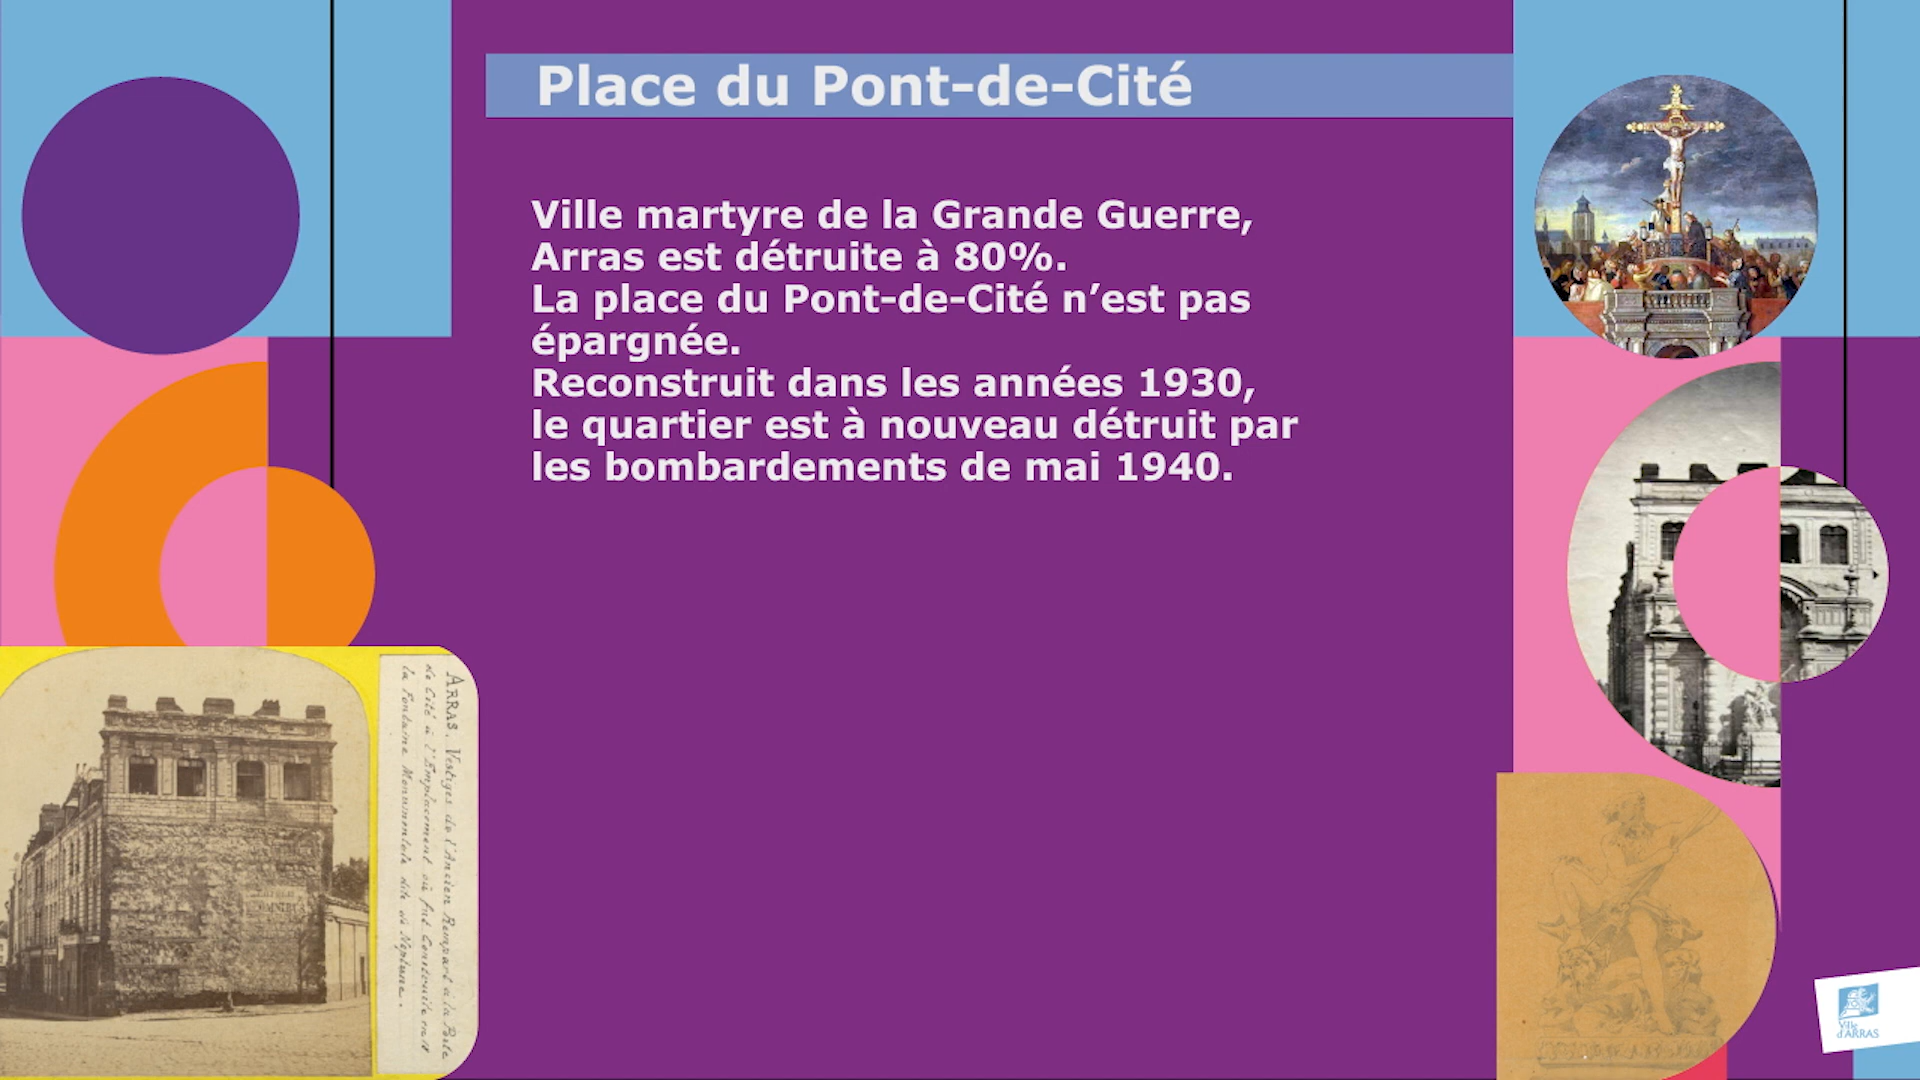 Place du Pont-de-Cité
Ville martyre de la Grande Guerre,
Arras est détruite à 80%.
La place du Pont-de-Cité n’est pas
épargnée.
Reconstruit dans les années 1930,
le quartier est à nouveau détruit par
les bombardements de mai 1940.
ARRAS. Vestiges de l'Ancien Rempart à la Porte
de Cité à l'Emplacement où fut Construite
la Fontaine Monumentale dite de Neptune.
Ville
d'ARRAS